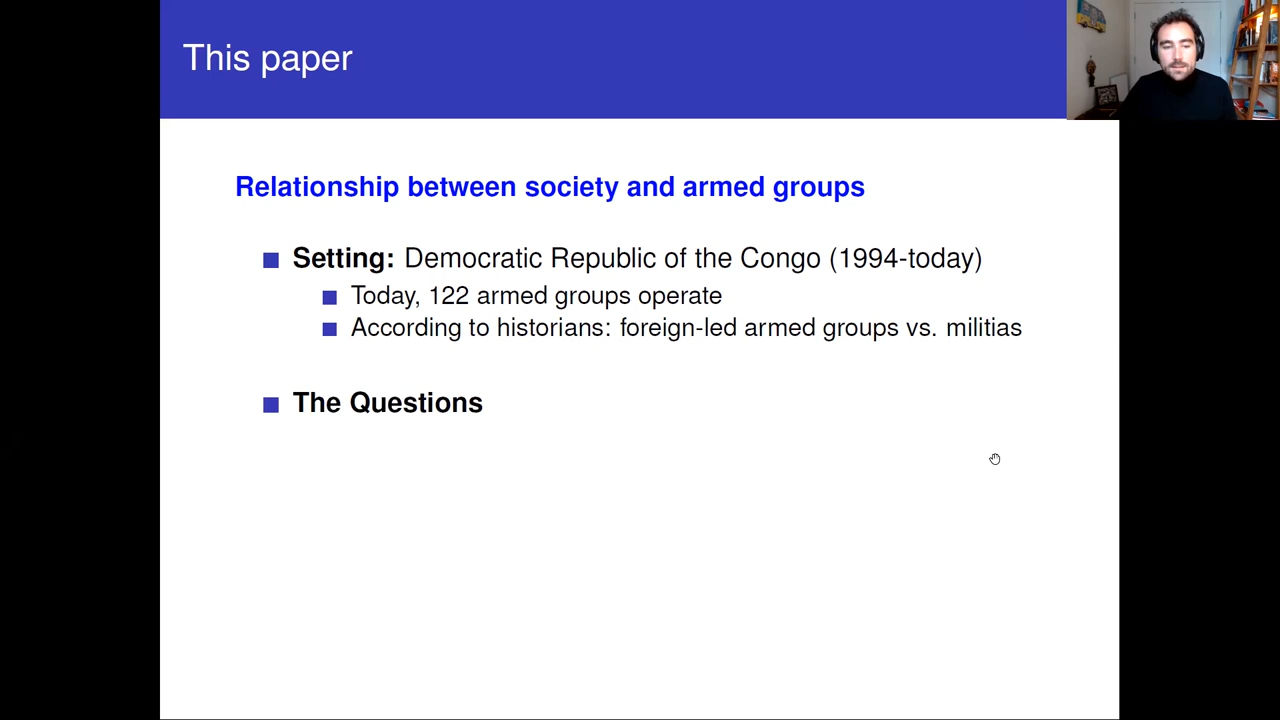 This paper
Relationship between society and armed groups
Setting: Democratic Republic of the Congo (1994-today)
Today, 122 armed groups operate
According to historians: foreign-led armed groups vs. militias
The Questions